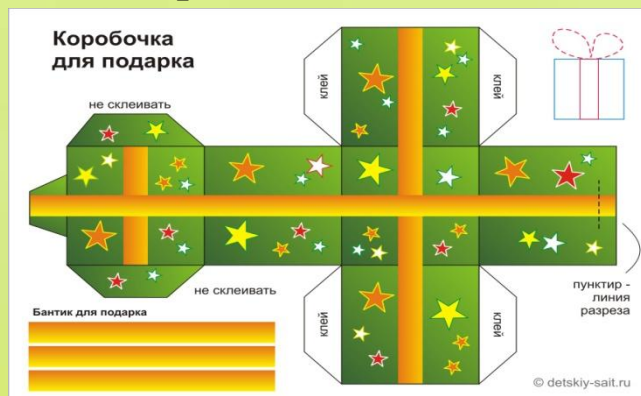 Коробочка
для подарка
не склеивать
клей
клей
не склеивать
клей
клей
пунктир -
линия
разреза
Бантик для подарка
© detskiy-sait.ru